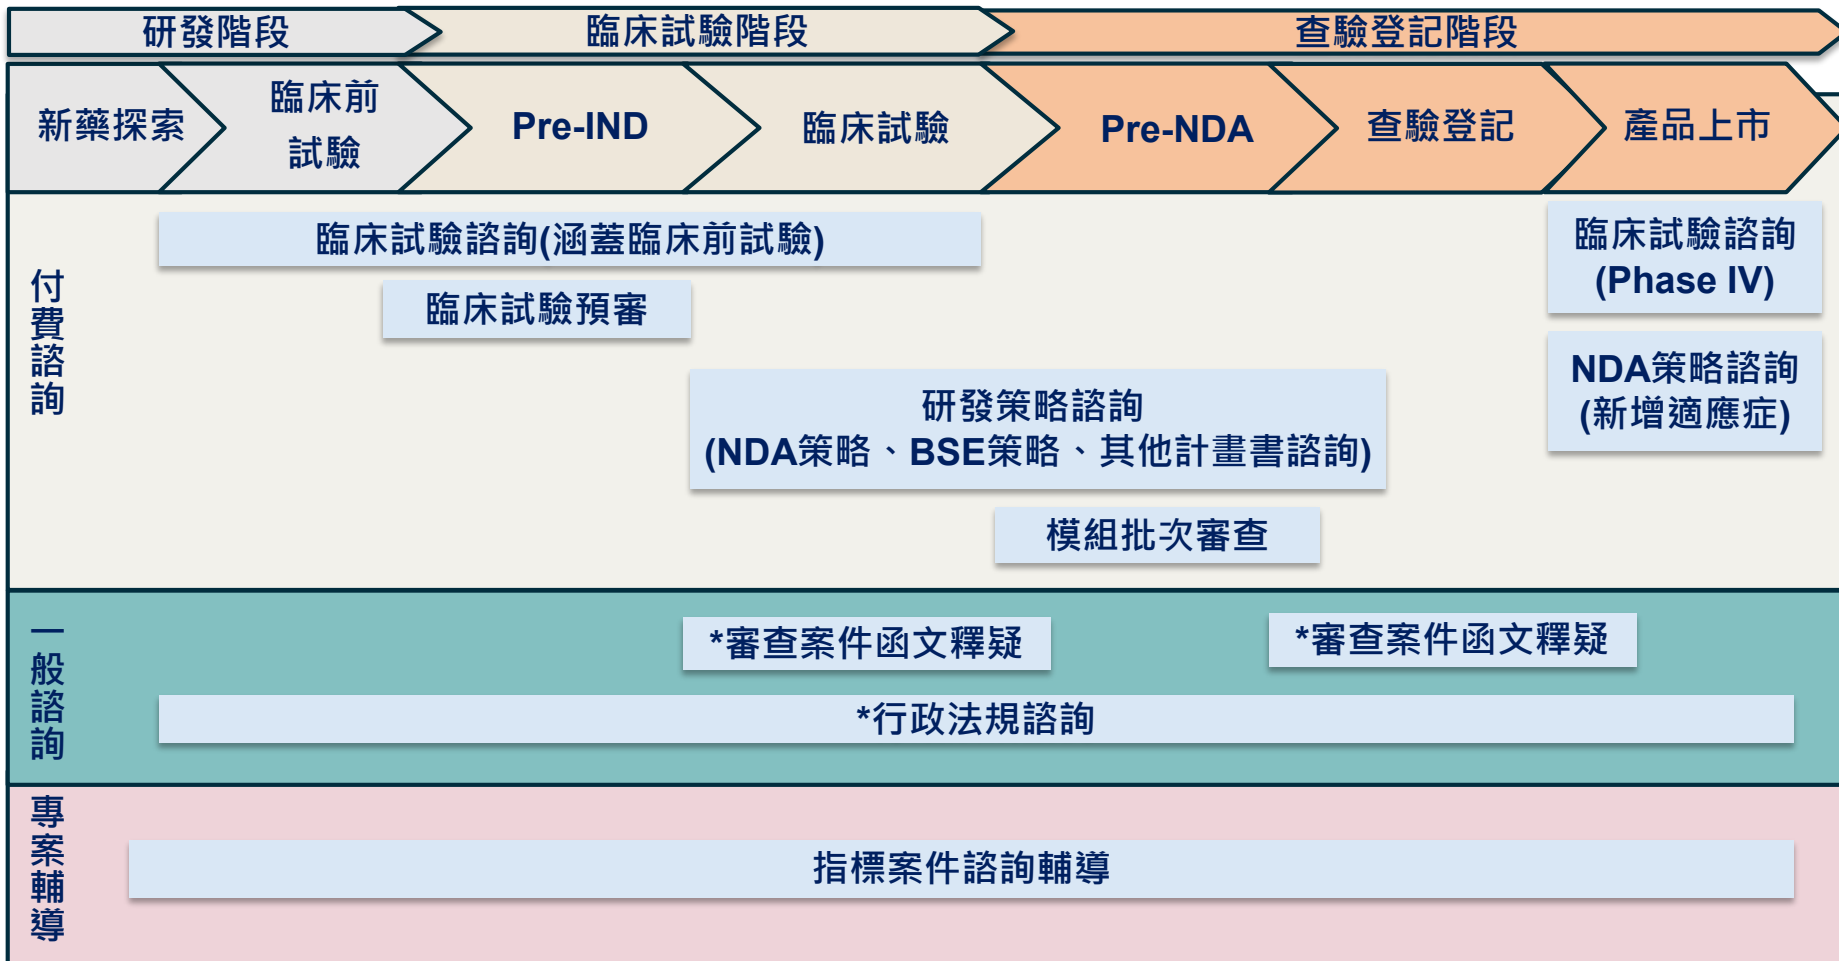 研發階段
臨床試驗階段
查驗登記階段
新藥探索
臨床前
試驗
Pre-IND
臨床試驗
Pre-NDA
查驗登記
產品上市
付費諮詢
臨床試驗諮詢(涵蓋臨床前試驗)
臨床試驗預審
研發策略諮詢
(NDA策略、BSE策略、其他計畫書諮詢)
模組批次審查
臨床試驗諮詢
(Phase IV)
NDA策略諮詢
(新增適應症)
一般諮詢
*審查案件函文釋疑
*審查案件函文釋疑
*行政法規諮詢
專案輔導
指標案件諮詢輔導